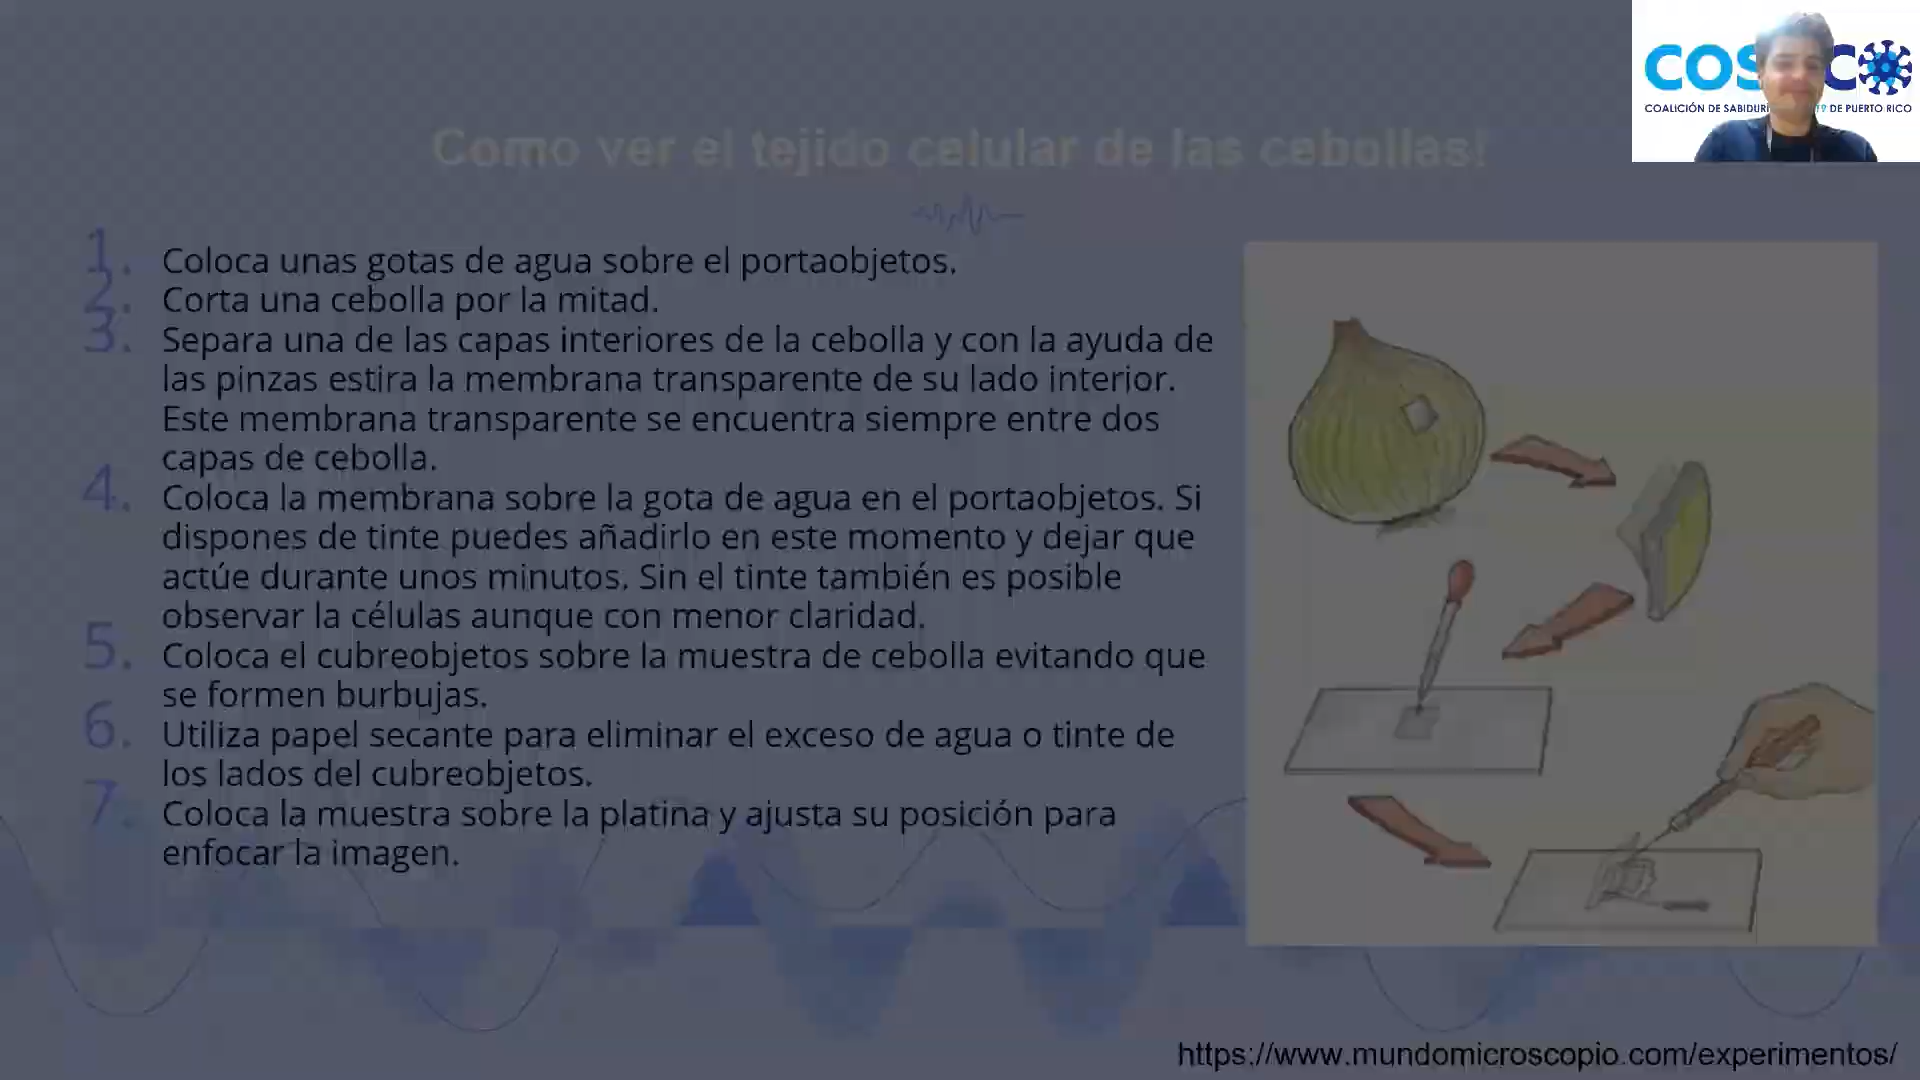 COS C
COALICIÓN DE SABIDURÍ 19 DE PUERTO RICO
Como ver el tejido celular de las cebollas!
1. Coloca unas gotas de agua sobre el portaobjetos.
2. Corta una cebolla por la mitad.
3. Separa una de las capas interiores de la cebolla y con la ayuda de
las pinzas estira la membrana transparente de su lado interior.
Este membrana transparente se encuentra siempre entre dos
capas de cebolla.
4. Coloca la membrana sobre la gota de agua en el portaobjetos. Si
dispones de tinte puedes añadirlo en este momento y dejar que
actúe durante unos minutos. Sin el tinte también es posible
observar la células aunque con menor claridad.
5. Coloca el cubreobjetos sobre la muestra de cebolla evitando que
se formen burbujas.
6. Utiliza papel secante para eliminar el exceso de agua o tinte de
los lados del cubreobjetos.
7. Coloca la muestra sobre la platina y ajusta su posición para
enfocar la imagen.
https://www.mundomicroscopio.com/experimentos/